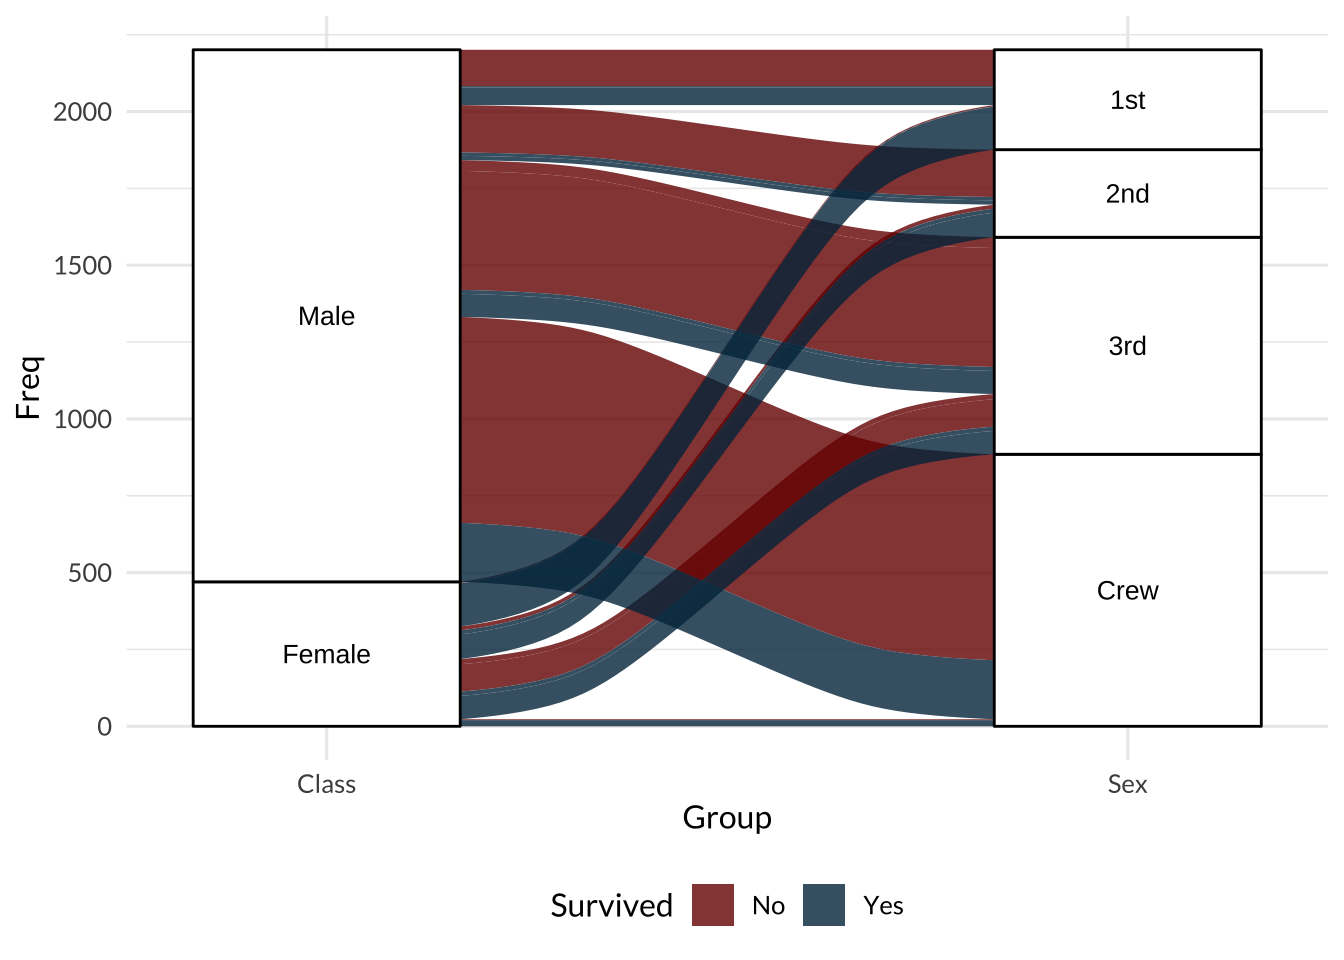 2000
1500
1000
500
0
Freq
Male
Female
1st
2nd
3rd
Crew
Class
Sex
Group
Survived No Yes